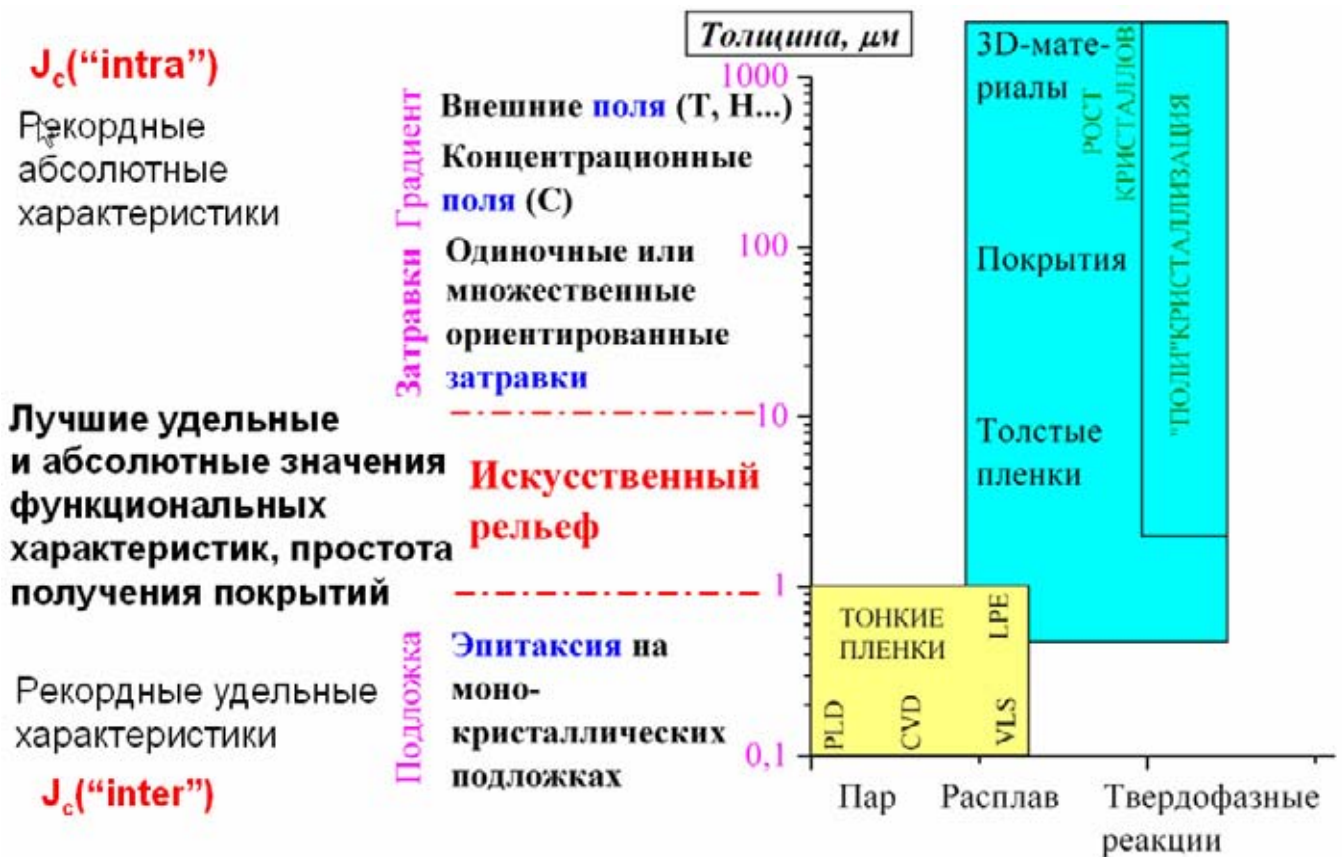 J_c("intra")
Рекордные
абсолютные
характеристики
Лучшие удельные
и абсолютные значения
функциональных
характеристик, простота
получения покрытий
Рекордные удельные
характеристики
J_c("inter")
Градиент
Затравки
Подложка
Внешние поля (T, H...)
Концентрационные
поля (C)
Одиночные или
множественные
ориентированные
затравки
Искусственный
рельеф
Эпитаксия на
моно-
кристаллических
подложках
Толщина, μм
1000
100
10
1
0,1
3D-мате-
риалы
РОСТ
КРИСТАЛЛОВ
"ПОЛИ"КРИСТАЛЛИЗАЦИЯ
Покрытия
Толстые
пленки
ТОНКИЕ
ПЛЕНКИ
LPE
PLD
CVD
VLS
Пар
Расплав
Твердофазные
реакции